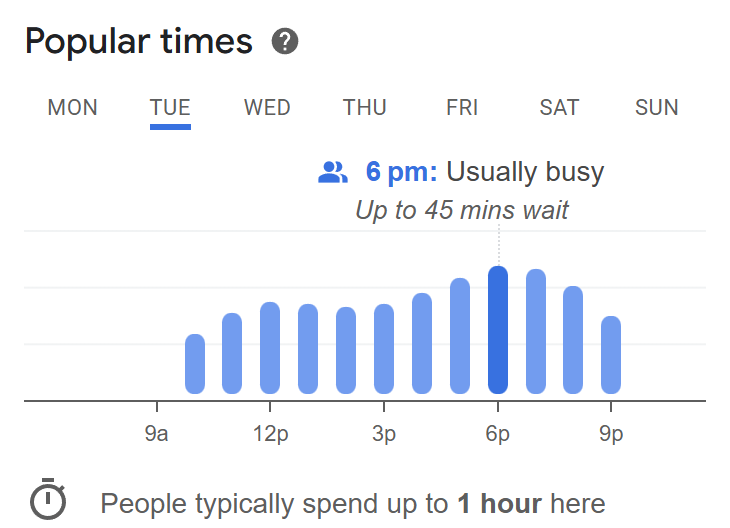 Popular times ?
MON TUE WED THU FRI SAT SUN
6 pm: Usually busy
Up to 45 mins wait
9a 12p 3p 6p 9p
People typically spend up to 1 hour here